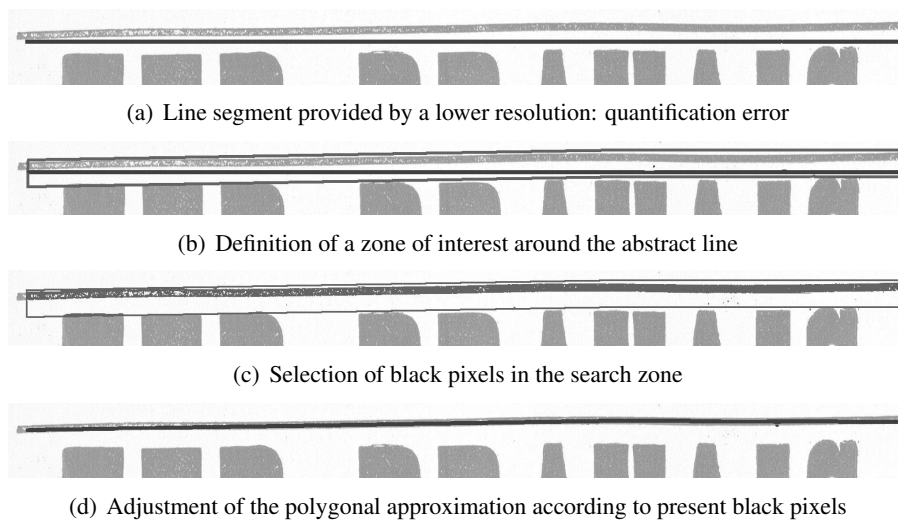 (a) Line segment provided by a lower resolution: quantification error
(b) Definition of a zone of interest around the abstract line
(c) Selection of black pixels in the search zone
(d) Adjustment of the polygonal approximation according to present black pixels